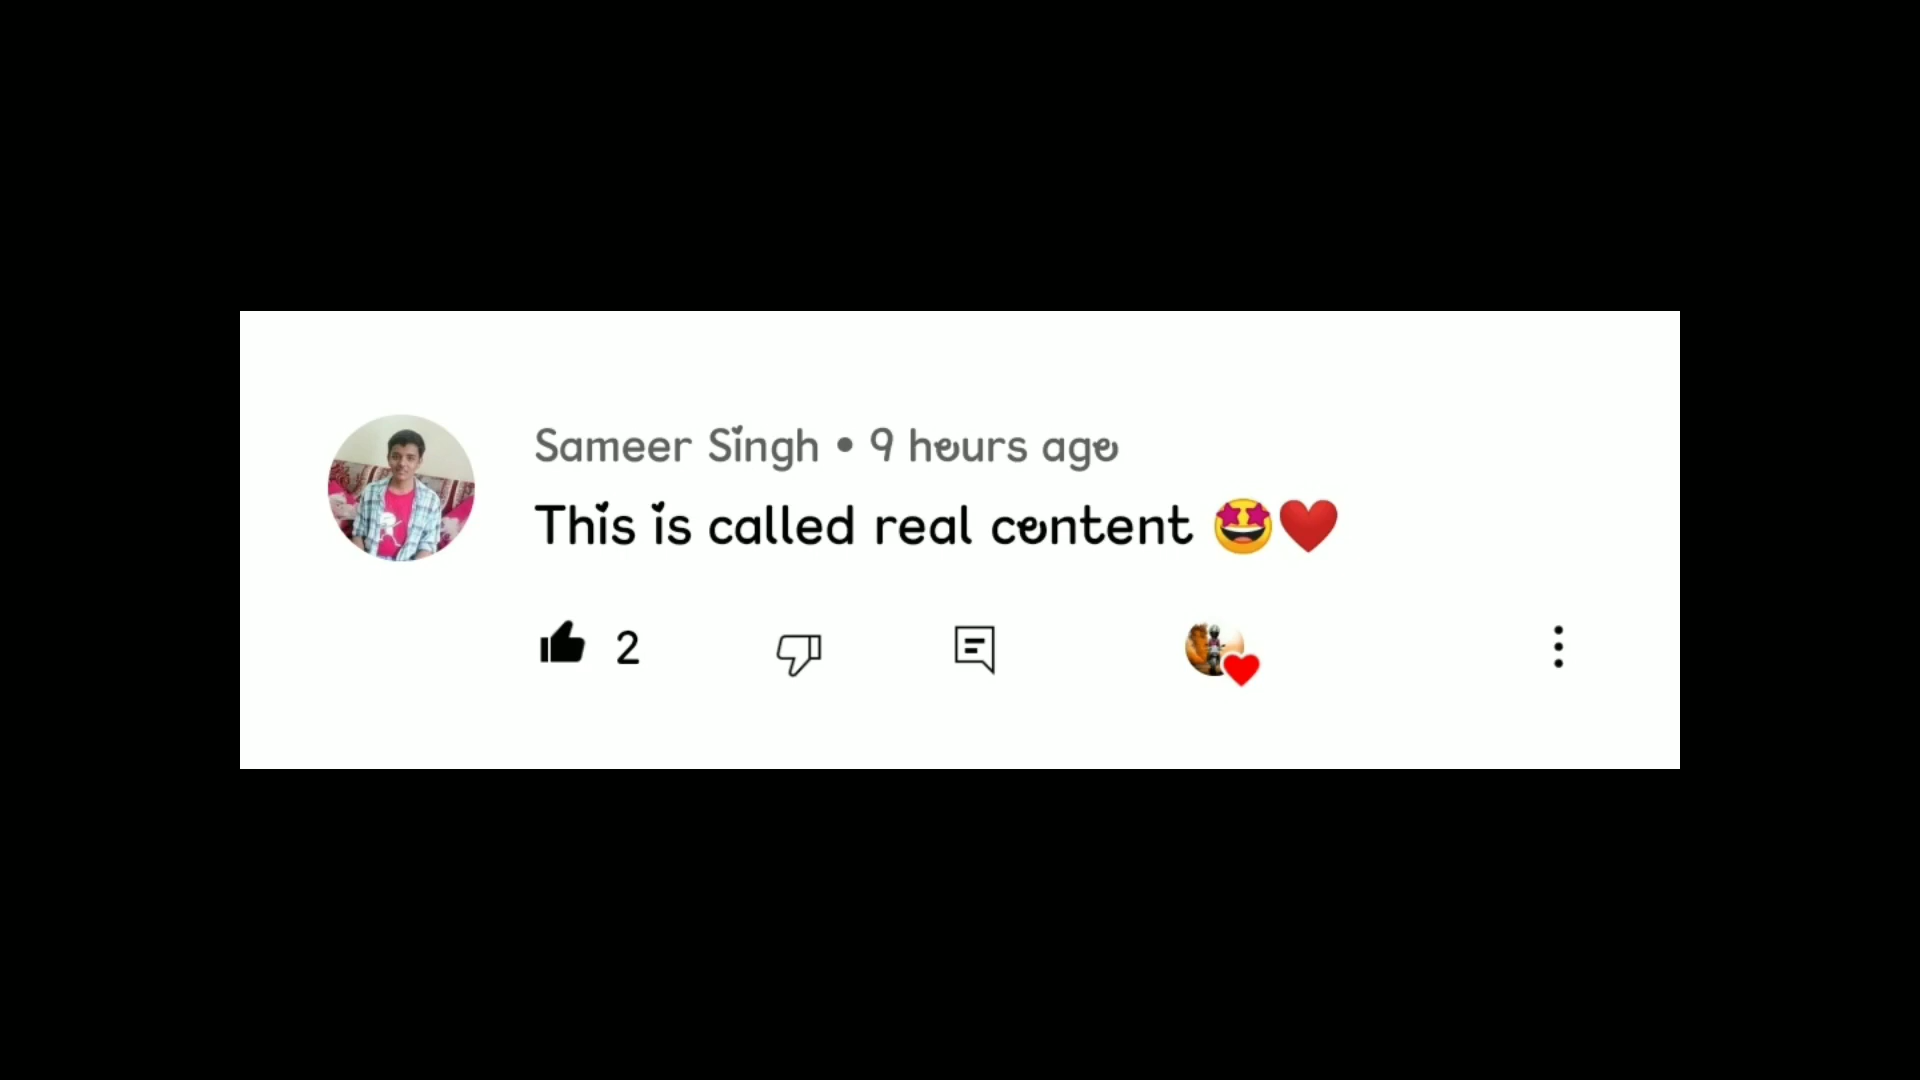 Sameer Singh • 9 hours ago
This is called real content 🤩❤️
2